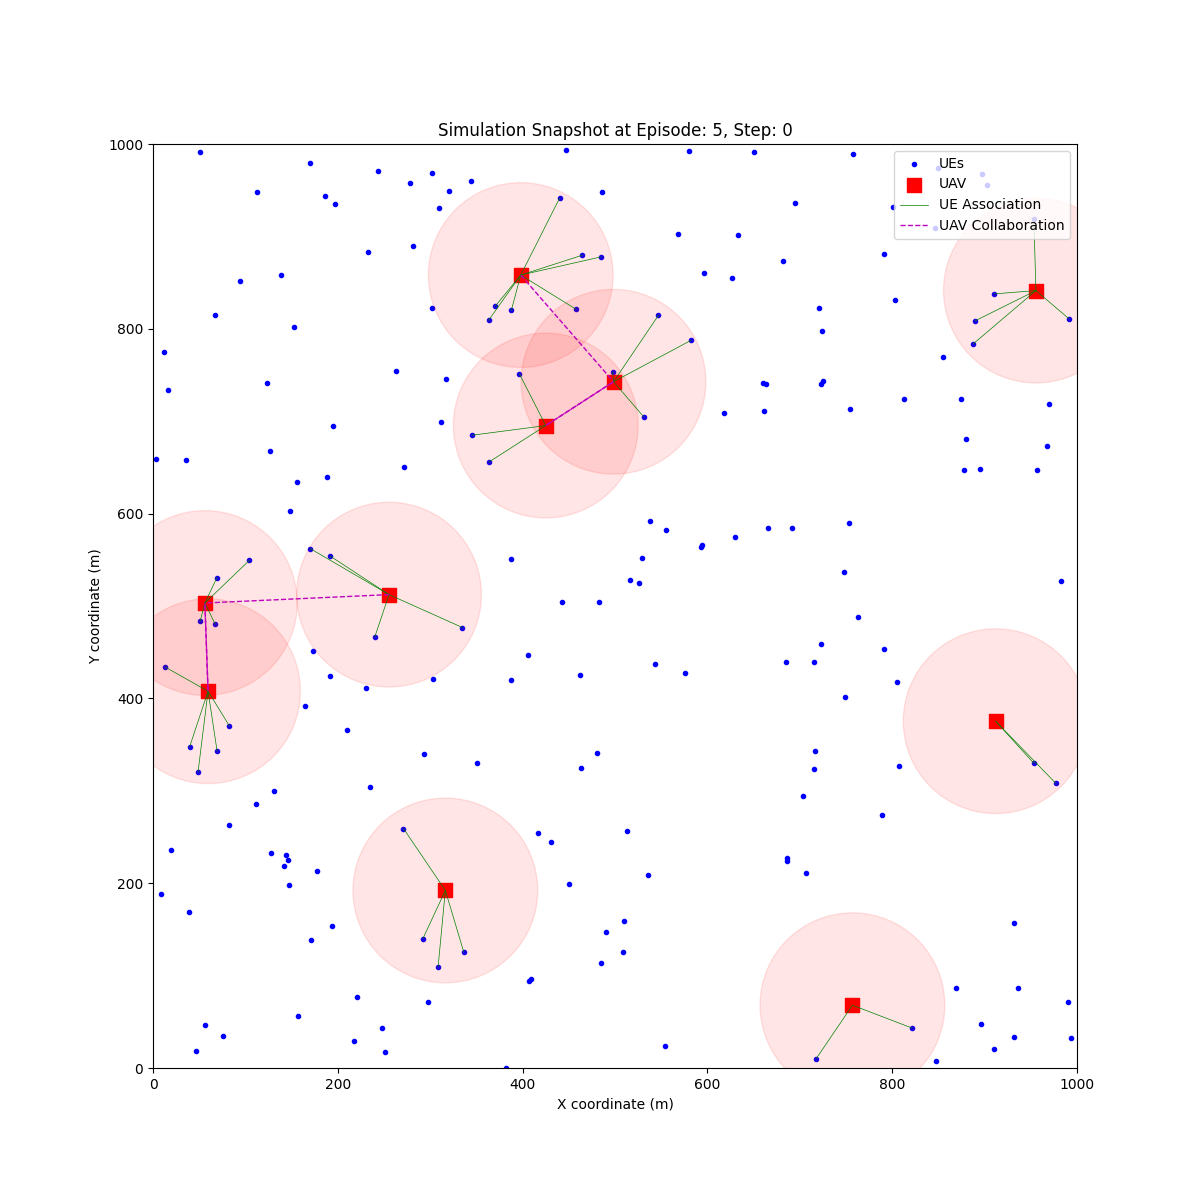 Simulation Snapshot at Episode: 5, Step: 0
1000
800
600
400
200
0
Y coordinate (m)
UEs
UAV
UE Association
UAV Collaboration
0 200 400 600 800 1000
X coordinate (m)